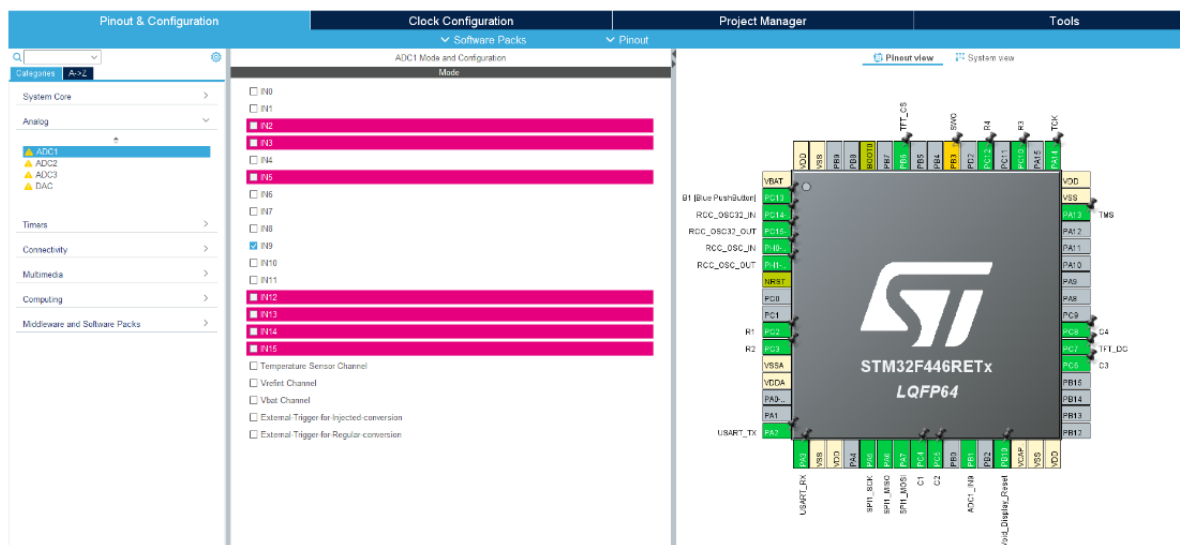 Pinout & Configuration
Clock Configuration
Project Manager
Tools
Software Packs
Pinout
Categories
A->Z
System Core
Analog
ADC1
ADC2
ADC3
DAC
Timers
Connectivity
Multimedia
Computing
Middleware and Software Packs
ADC1 Mode and Configuration
Mode
IN0
IN1
IN2
IN3
IN4
IN5
IN6
IN7
IN8
IN9
IN10
IN11
IN12
IN13
IN14
IN15
Temperature Sensor Channel
Vrefint Channel
Vbat Channel
External-Trigger-for-Injected-conversion
External-Trigger-for-Regular-conversion
Pinout view
System view
TFT_CS
SWO
R4
R3
TCK
VDD
VSS
PB9
PB8
BOOT0
PB7
PB6
PB5
PB4
PB3
PD2
PC12
PC11
PC10
PA15
PA14
VBAT
B1 [Blue PushButton]
PC13
RCC_OSC32_IN
PC14-
RCC_OSC32_OUT
PC15-
RCC_OSC_IN
PH0-..
RCC_OSC_OUT
PH1-..
NRST
PC0
PC1
R1
PC2
R2
PC3
VSSA
VDDA
PA0-..
PA1
USART_TX
PA2
ST
STM32F446RETx
LQFP64
VDD
VSS
PA13
TMS
PA12
PA11
PA10
PA9
PA8
PC9
PC8
C4
PC7
TFT_DC
PC6
C3
PB15
PB14
PB13
PB12
PA3
VSS
VDD
PA4
PA5
PA6
PA7
PC4
PC5
PB0
PB1
PB2
PB10
VCAP..
VSS
VDD
USART_RX
SPI1_SCK
SPI1_MISO
SPI1_MOSI
C1
C2
ADC1_IN9
Void_Display_Reset